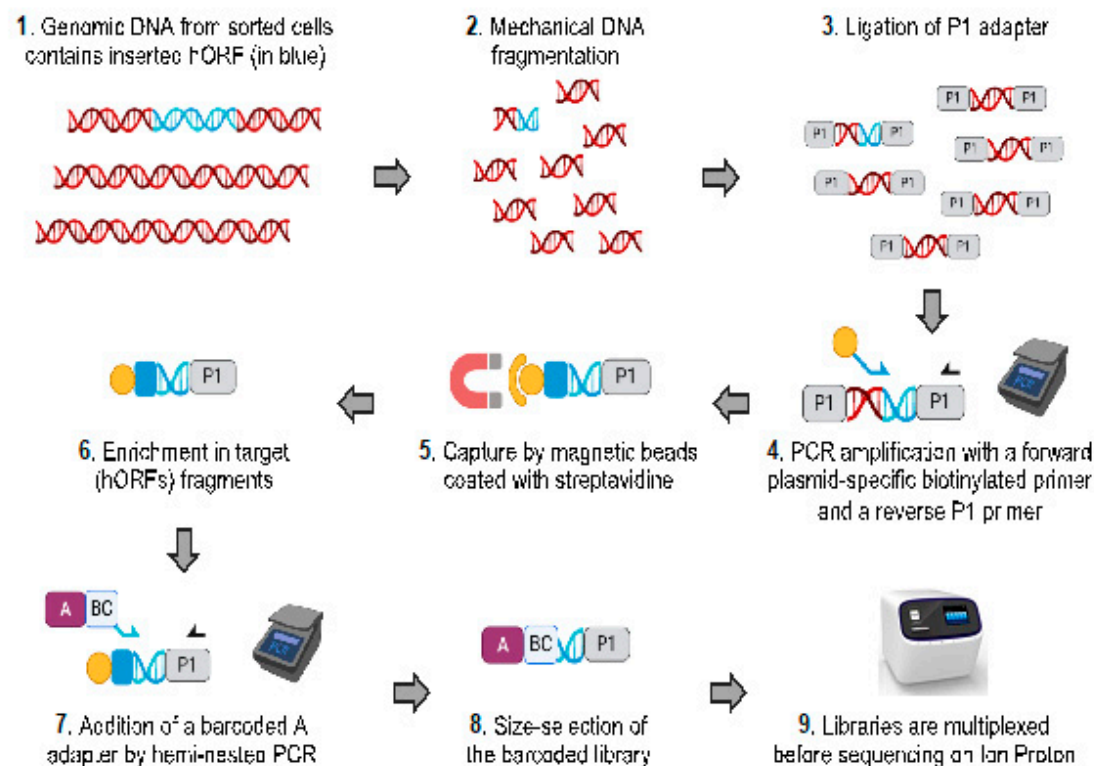 1. Genomic DNA from sorted cells
contains inserted hORF (in blue)
2. Mechanical DNA
fragmentation
3. Ligation of P1 adapter
P1 P1
P1 P1
P1 P1
P1 P1
P1 P1
P1 P1
P1
P1
P1 P1
PCR
6. Enrichment in target
(hORFs) fragments
5. Capture by magnetic beads
coated with streptavidine
4. PCR amplification with a forward
plasmid-specific biotinylated primer
and a reverse P1 primer
A BC
P1
PCR
A BC P1
7. Addition of a barcoded A
adapter by hemi-nested PCR
8. Size-selection of
the barcoded library
9. Libraries are multiplexed
before sequencing on Ion Proton